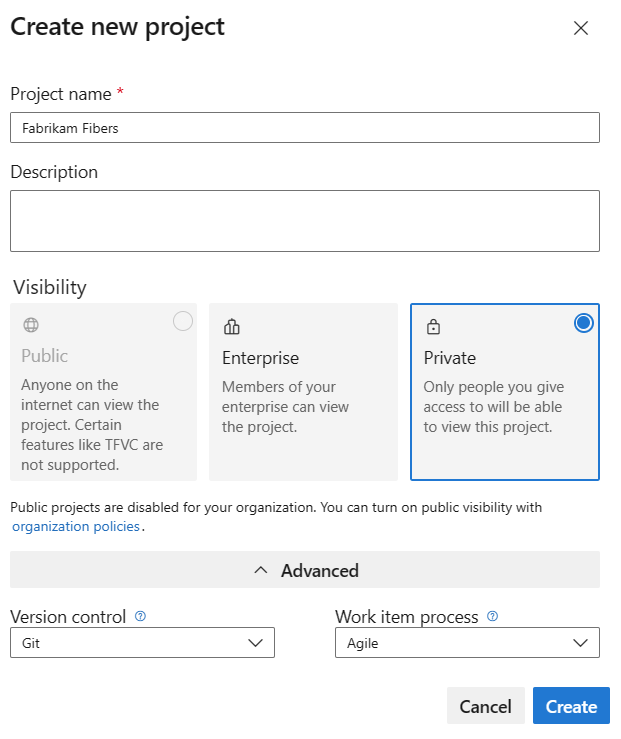 Create new project
Project name *
Fabrikam Fibers
Description
Visibility
Public
Anyone on the
internet can view the
project. Certain
features like TFVC are
not supported.
Enterprise
Members of your
enterprise can view
the project.
Private
Only people you give
access to will be able
to view this project.
Public projects are disabled for your organization. You can turn on public visibility with
organization policies.
Advanced
Version control ?
Git
Work item process ?
Agile
Cancel
Create